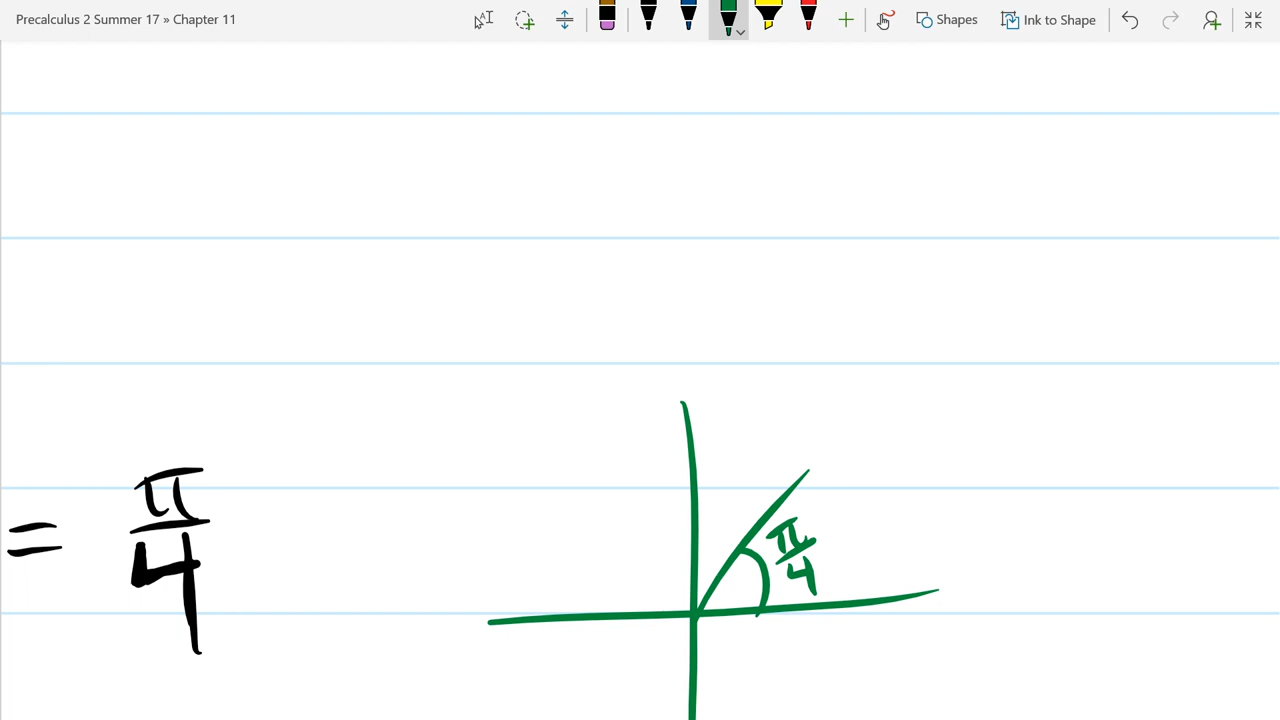 Precalculus 2 Summer 17 » Chapter 11
Shapes
Ink to Shape
= π/4
π/4